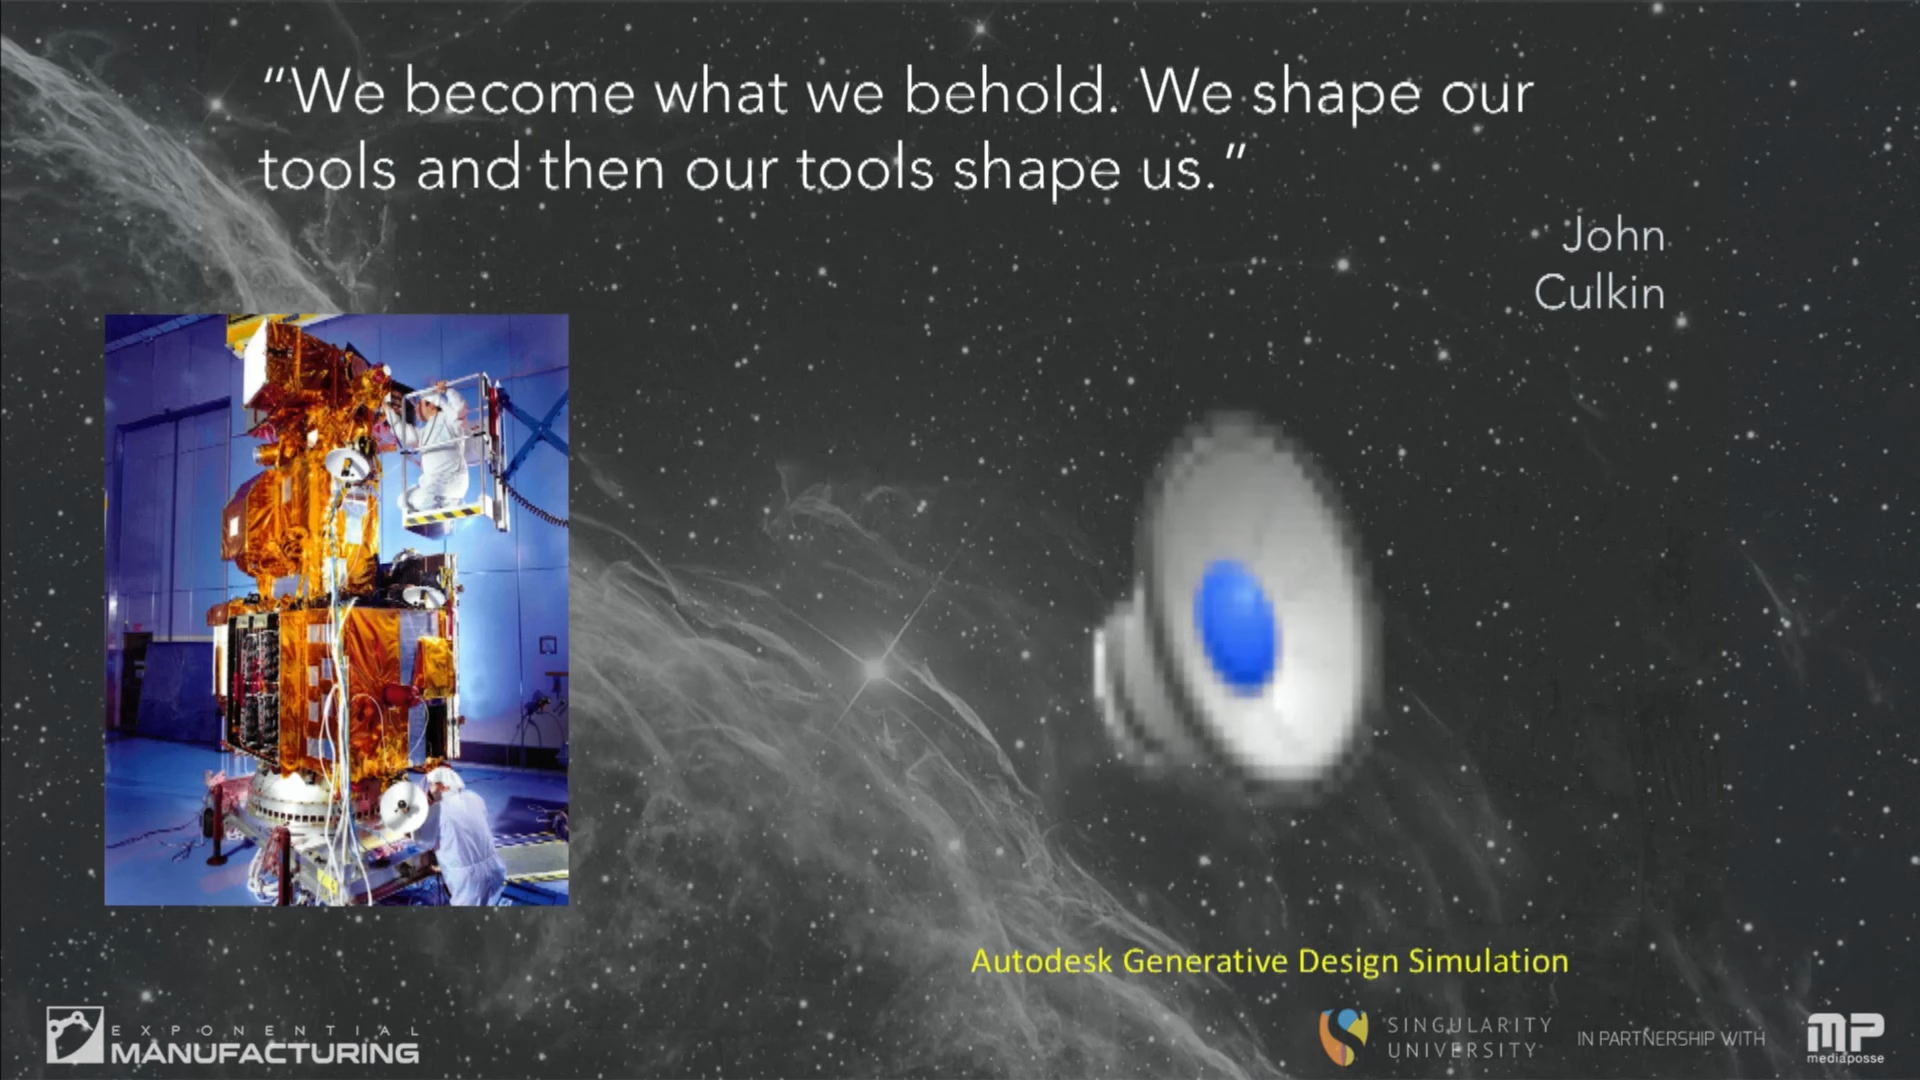 “We become what we behold. We shape our
tools and then our tools shape us.”
John
Culkin
Autodesk Generative Design Simulation
EXPONENTIAL
MANUFACTURING
SINGULARITY
UNIVERSITY
IN PARTNERSHIP WITH
MP
mediaposse